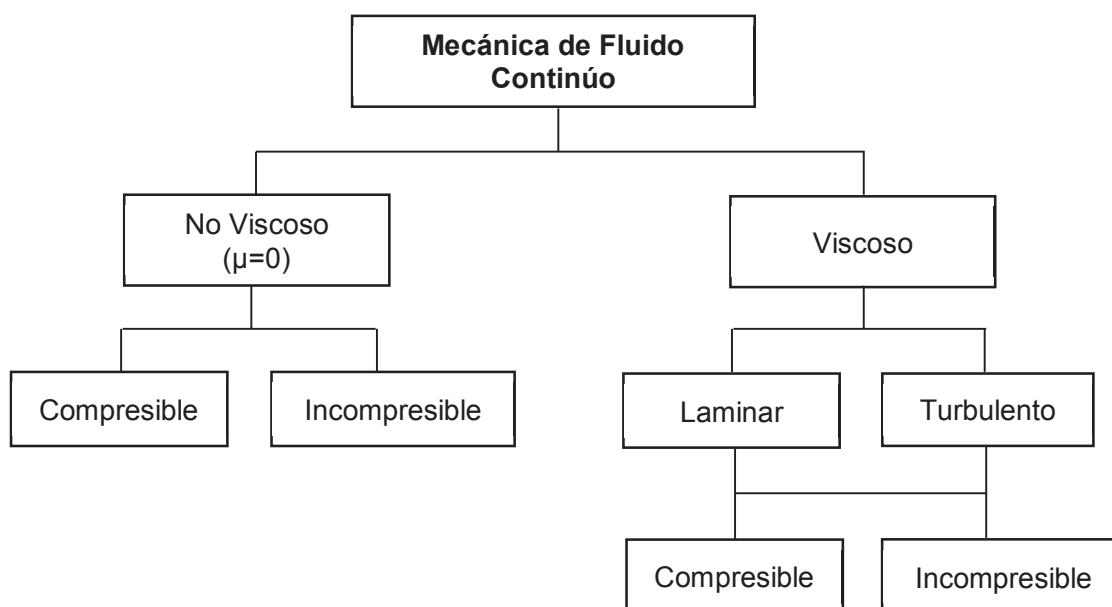 Mecánica de Fluido
Continúo
No Viscoso
(µ=0)
Viscoso
Compresible
Incompresible
Laminar
Turbulento
Compresible
Incompresible